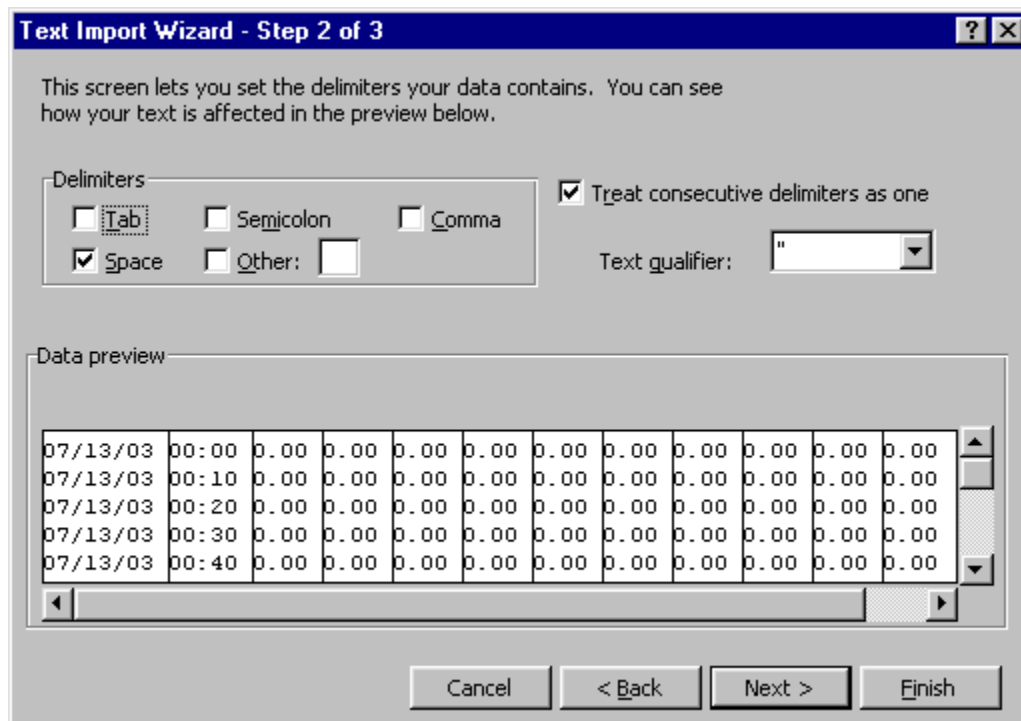 Text Import Wizard - Step 2 of 3
This screen lets you set the delimiters your data contains.  You can see
how your text is affected in the preview below.
Delimiters
Tab
Semicolon
Comma
Space
Other:
Treat consecutive delimiters as one
Text qualifier:
"
Data preview
07/13/03 00:00 0.00 0.00 0.00 0.00 0.00 0.00 0.00 0.00 0.00 0.00
07/13/03 00:10 0.00 0.00 0.00 0.00 0.00 0.00 0.00 0.00 0.00 0.00
07/13/03 00:20 0.00 0.00 0.00 0.00 0.00 0.00 0.00 0.00 0.00 0.00
07/13/03 00:30 0.00 0.00 0.00 0.00 0.00 0.00 0.00 0.00 0.00 0.00
07/13/03 00:40 0.00 0.00 0.00 0.00 0.00 0.00 0.00 0.00 0.00 0.00
Cancel
< Back
Next >
Finish